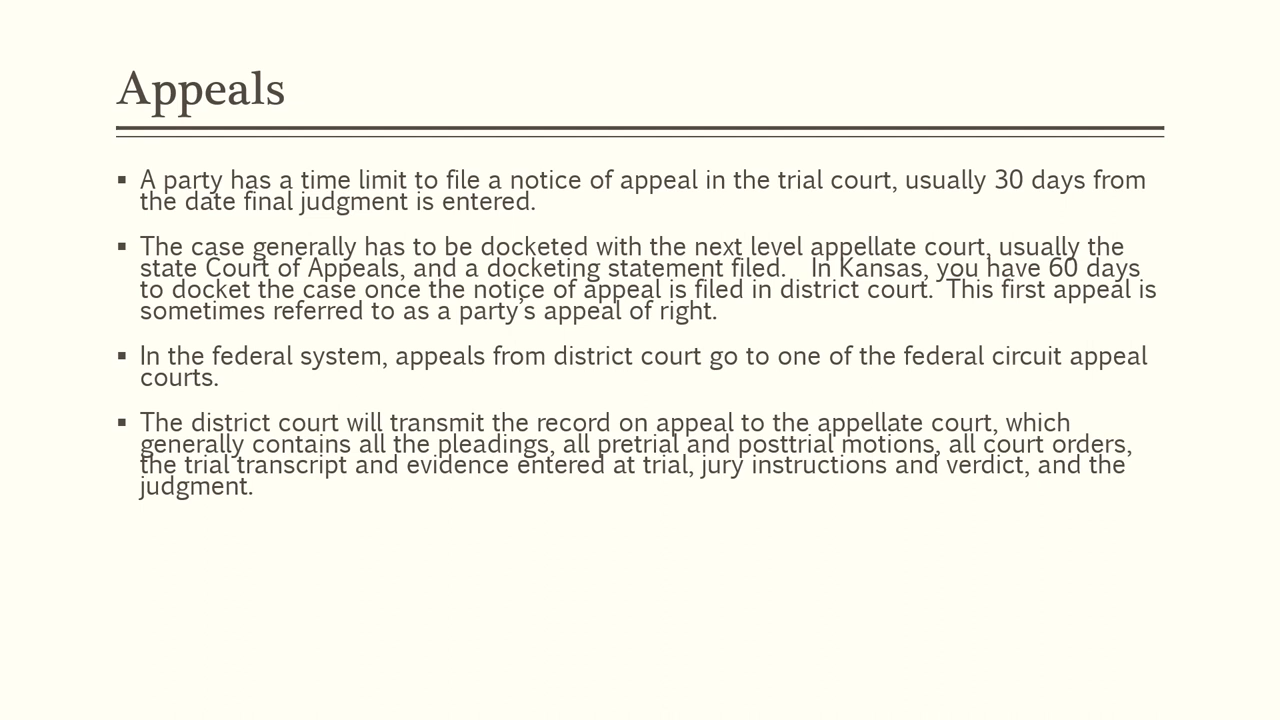 Appeals
▪ A party has a time limit to file a notice of appeal in the trial court, usually 30 days from
the date final judgment is entered.
▪ The case generally has to be docketed with the next level appellate court, usually the
state Court of Appeals, and a docketing statement filed.   In Kansas, you have 60 days
to docket the case once the notice of appeal is filed in district court.  This first appeal is
sometimes referred to as a party’s appeal of right.
▪ In the federal system, appeals from district court go to one of the federal circuit appeal
courts.
▪ The district court will transmit the record on appeal to the appellate court, which
generally contains all the pleadings, all pretrial and posttrial motions, all court orders,
the trial transcript and evidence entered at trial, jury instructions and verdict, and the
judgment.